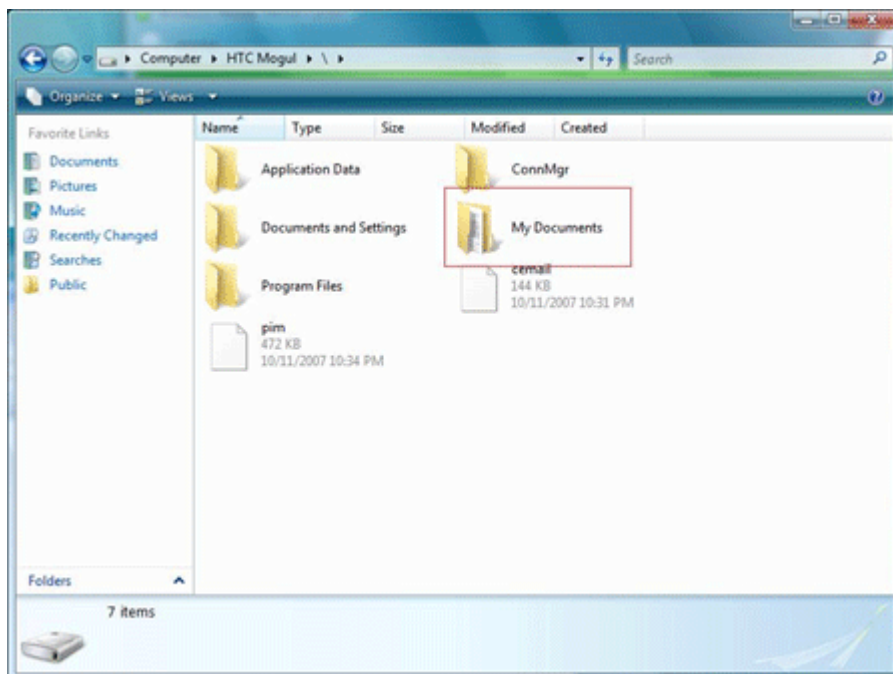 Computer ▸ HTC Mogul ▸ \ ▸
Search
Organize Views
Favorite Links
Documents
Pictures
Music
Recently Changed
Searches
Public
Name Type Size Modified Created
Application Data
ConnMgr
Documents and Settings
My Documents
Program Files
cemail
144 KB
10/11/2007 10:31 PM
pim
472 KB
10/11/2007 10:34 PM
Folders
7 items